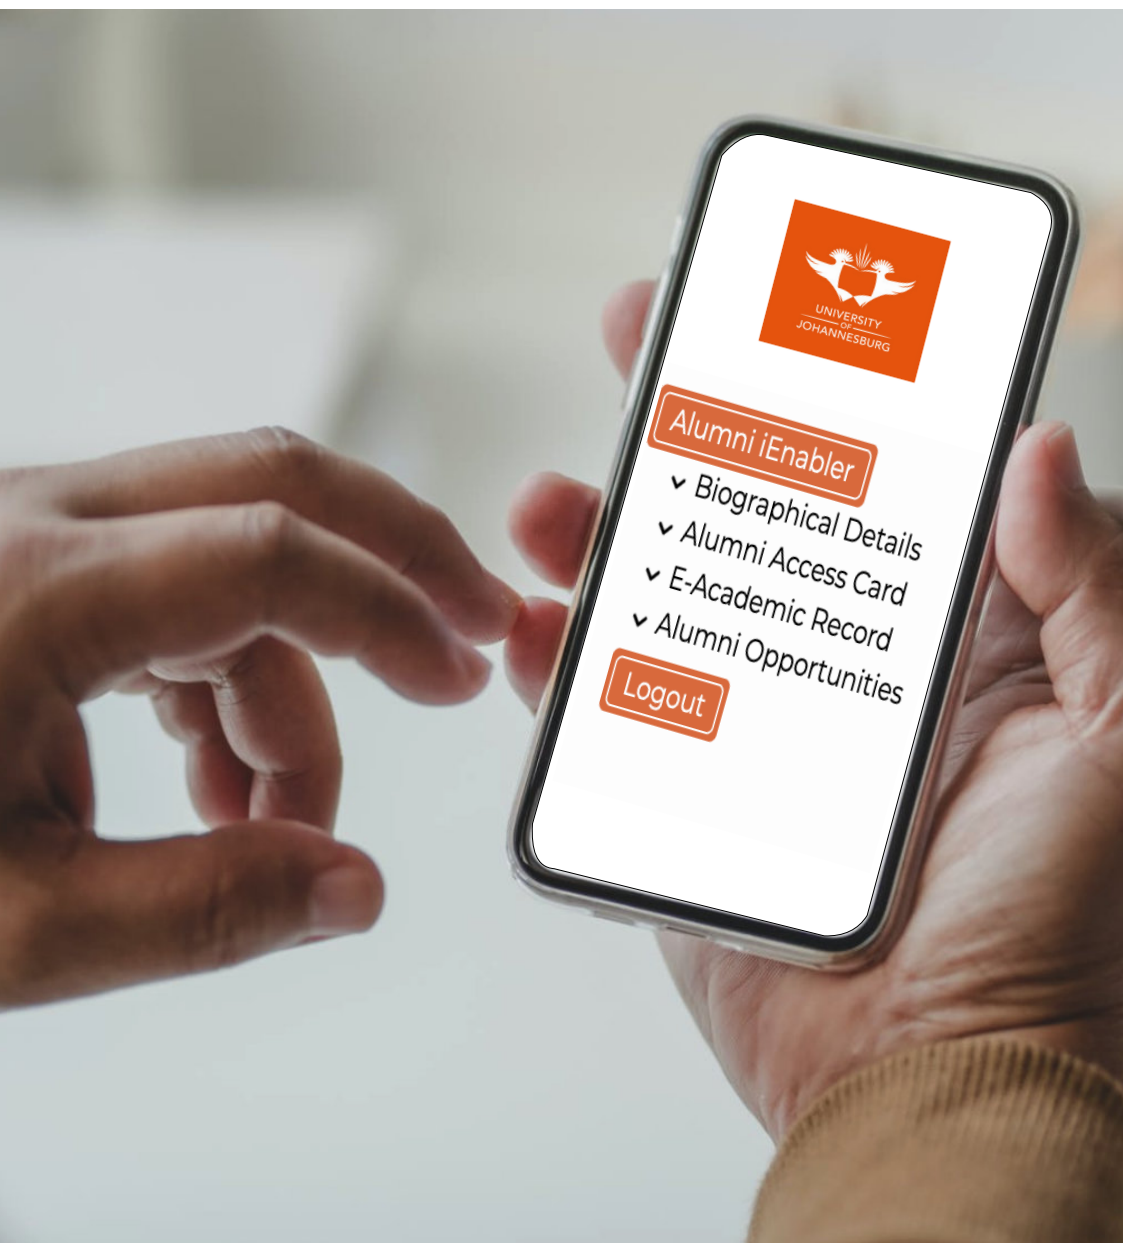 UNIVERSITY
OF
JOHANNESBURG
Alumni iEnabler
Biographical Details
Alumni Access Card
E-Academic Record
Alumni Opportunities
Logout